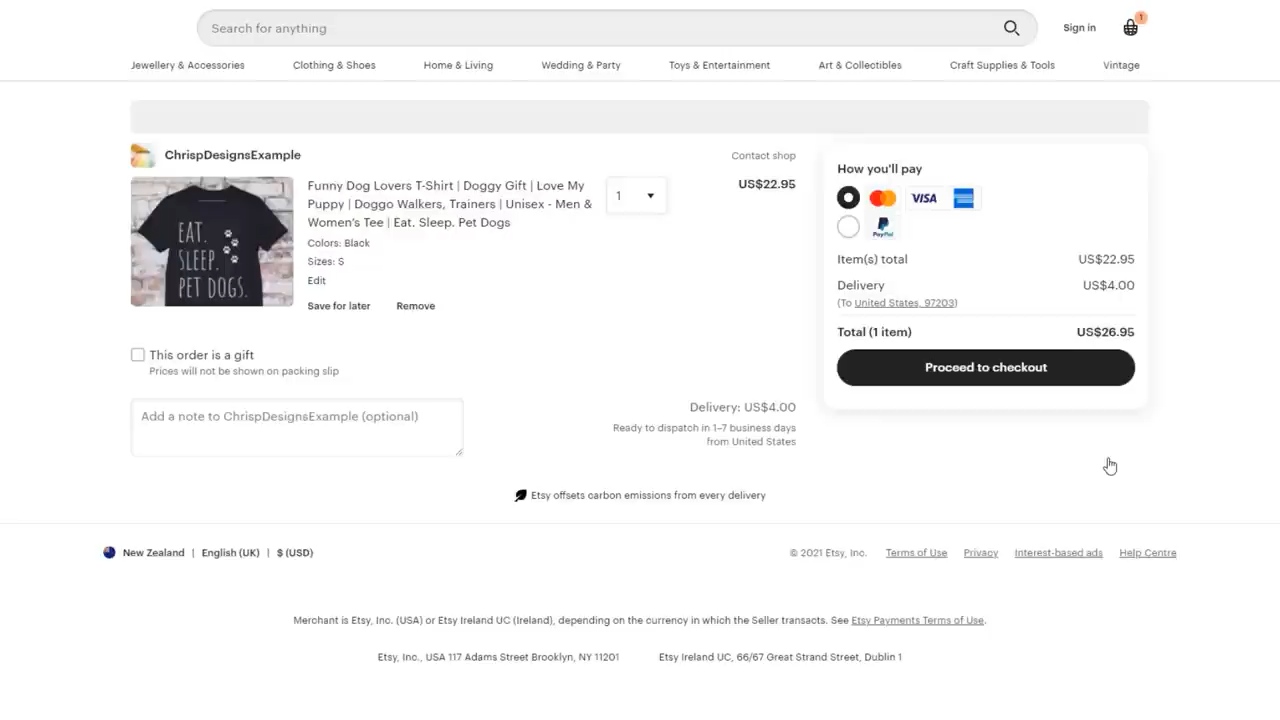 Search for anything
Sign in
1
Jewellery & Accessories
Clothing & Shoes
Home & Living
Wedding & Party
Toys & Entertainment
Art & Collectibles
Craft Supplies & Tools
Vintage
ChrispDesignsExample
Contact shop
EAT.
SLEEP.
PET DOGS.
Funny Dog Lovers T-Shirt | Doggy Gift | Love My
Puppy | Doggo Walkers, Trainers | Unisex - Men &
Women's Tee | Eat. Sleep. Pet Dogs
Colors: Black
Sizes: S
Edit
Save for later
Remove
1
US$22.95
This order is a gift
Prices will not be shown on packing slip
Add a note to ChrispDesignsExample (optional)
Delivery: US$4.00
Ready to dispatch in 1–7 business days
from United States
How you'll pay
VISA
PayPal
Item(s) total US$22.95
Delivery US$4.00
(To United States, 97203)
Total (1 item) US$26.95
Proceed to checkout
Etsy offsets carbon emissions from every delivery
New Zealand | English (UK) | $ (USD)
© 2021 Etsy, Inc. Terms of Use Privacy Interest-based ads Help Centre
Merchant is Etsy, Inc. (USA) or Etsy Ireland UC (Ireland), depending on the currency in which the Seller transacts. See Etsy Payments Terms of Use.
Etsy, Inc., USA 117 Adams Street Brooklyn, NY 11201
Etsy Ireland UC, 66/67 Great Strand Street, Dublin 1